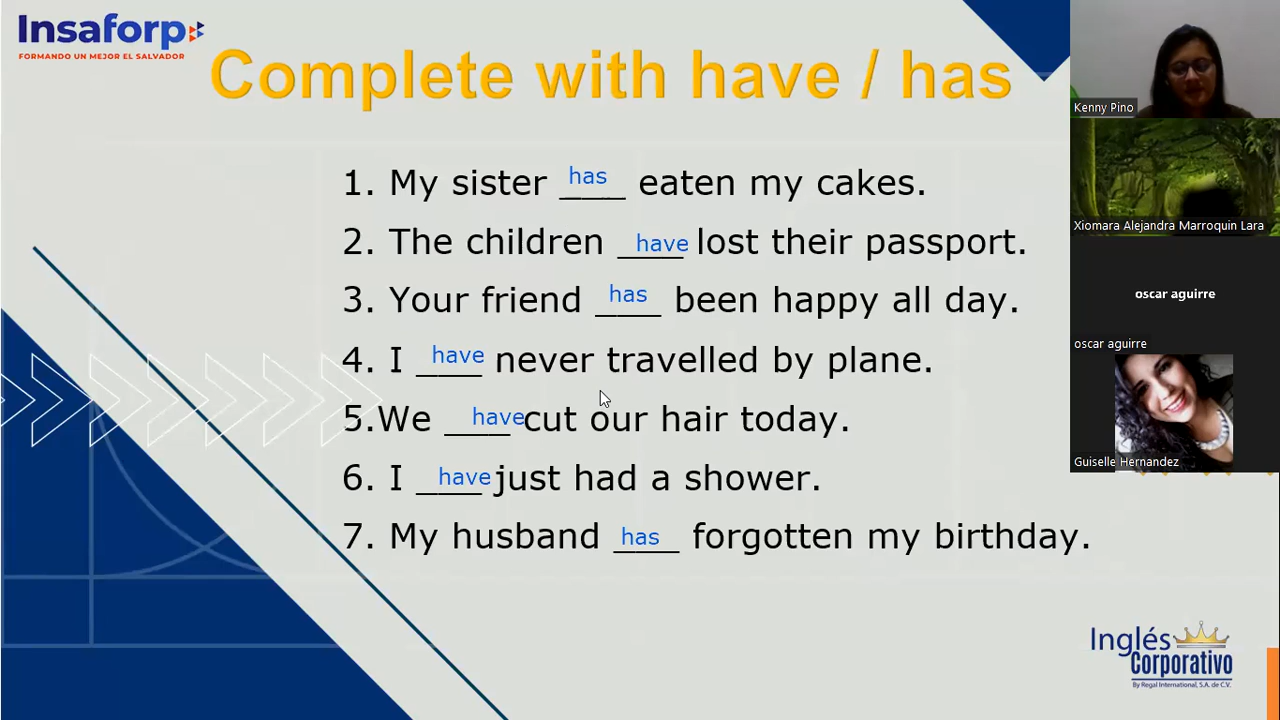 Insaforp
FORMANDO UN MEJOR EL SALVADOR
Complete with have / has
1. My sister has eaten my cakes.
2. The children have lost their passport.
3. Your friend has been happy all day.
4. I have never travelled by plane.
5.We have cut our hair today.
6. I have just had a shower.
7. My husband has forgotten my birthday.
Kenny Pino
Xiomara Alejandra Marroquin Lara
oscar aguirre
oscar aguirre
Guiselle Hernandez
Inglés
Corporativo
By Regal International, S.A. de C.V.